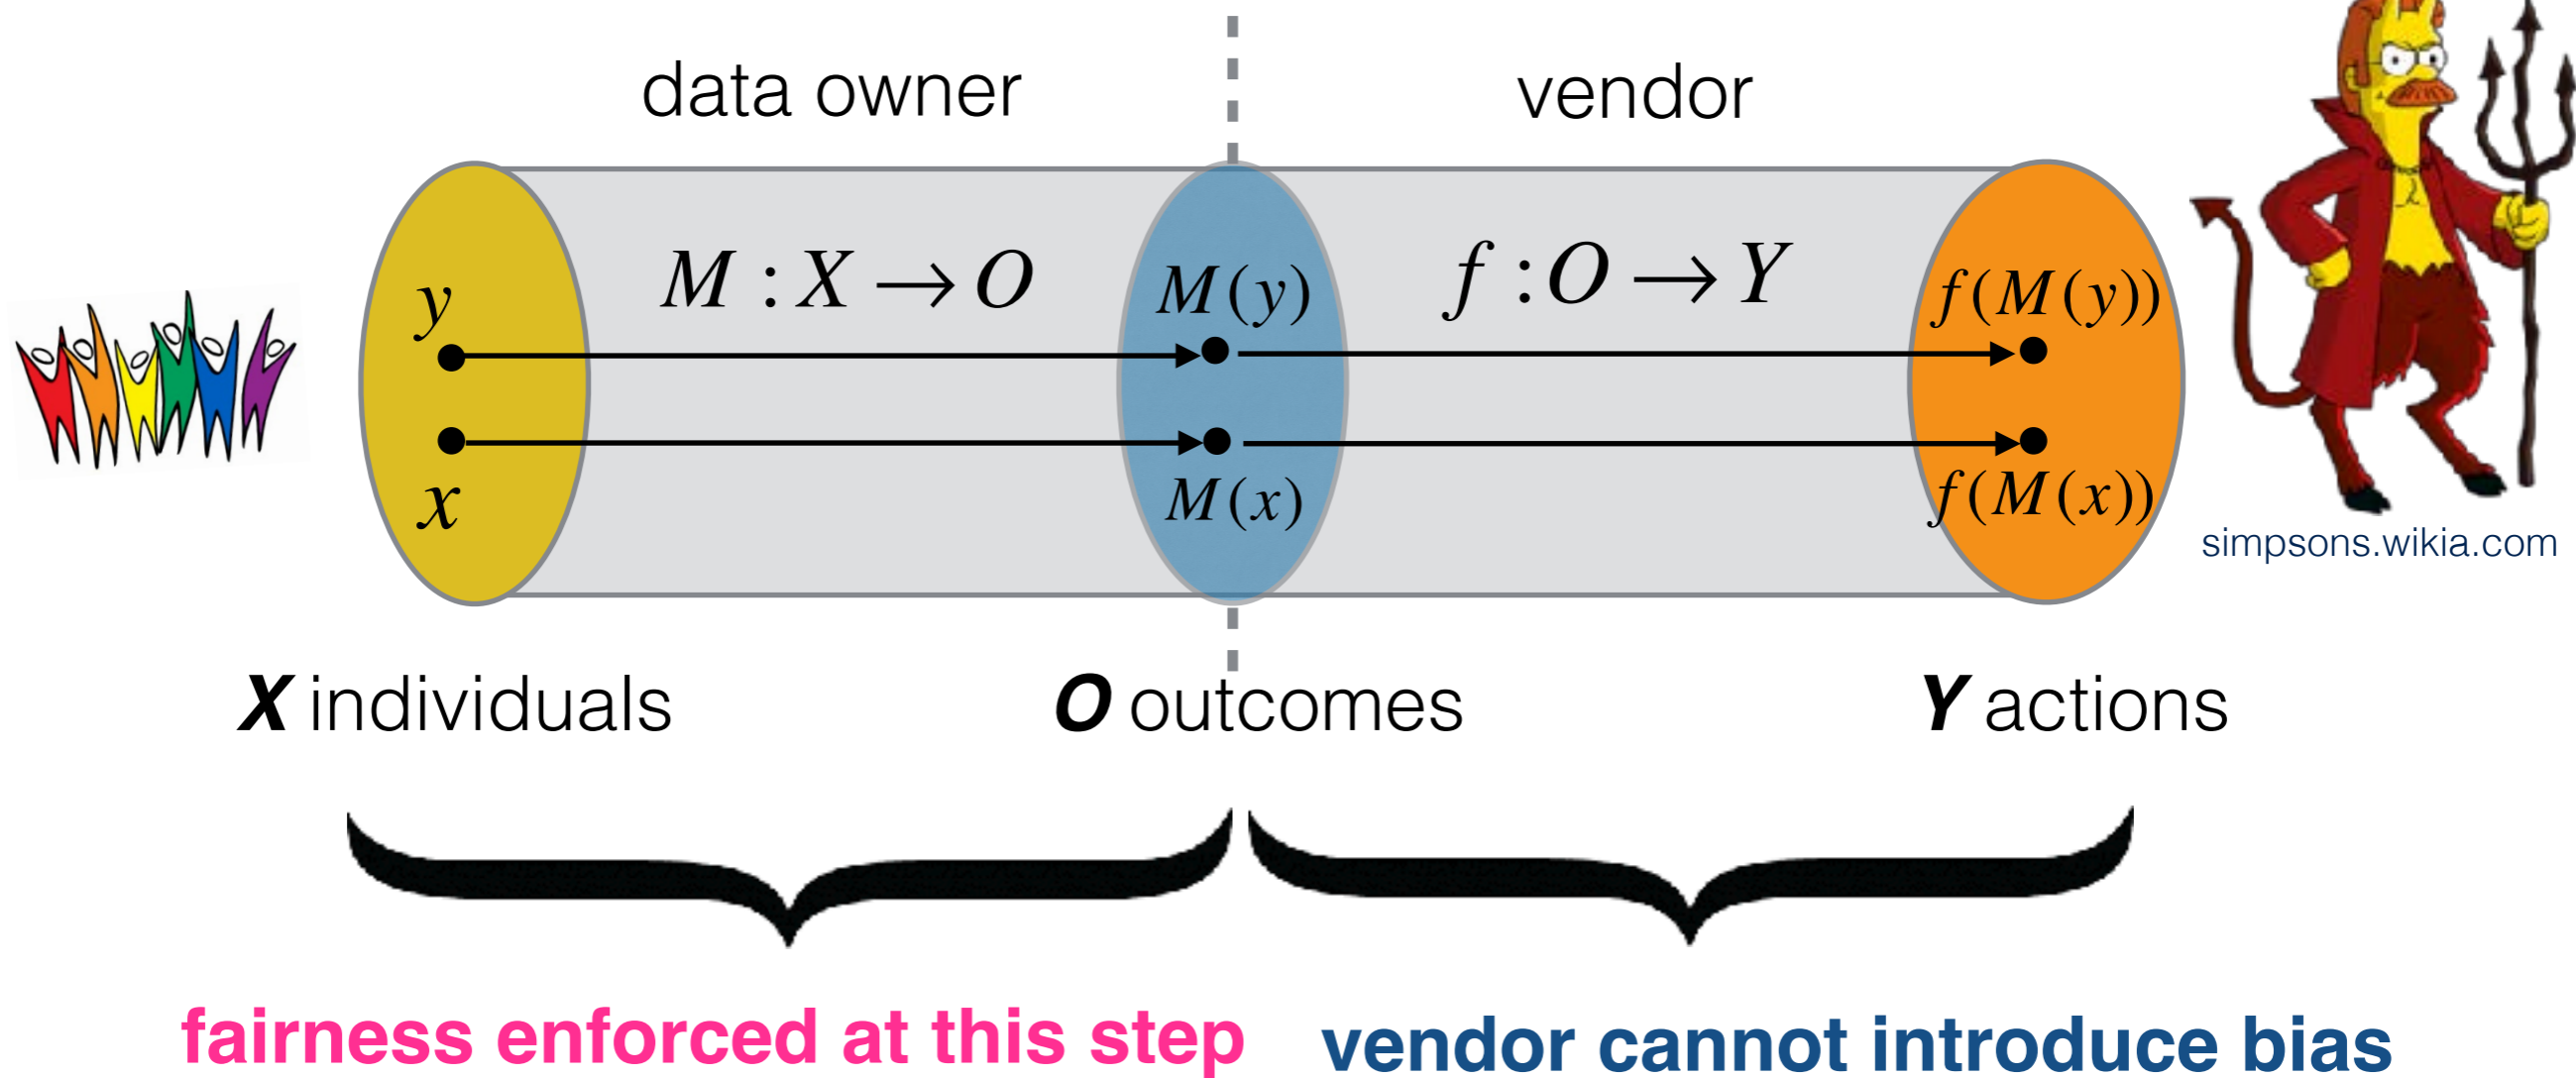 data owner
vendor
M : X → O
f : O → Y
y
M(y)
f(M(y))
x
M(x)
f(M(x))
simpsons.wikia.com
X individuals
O outcomes
Y actions
fairness enforced at this step
vendor cannot introduce bias